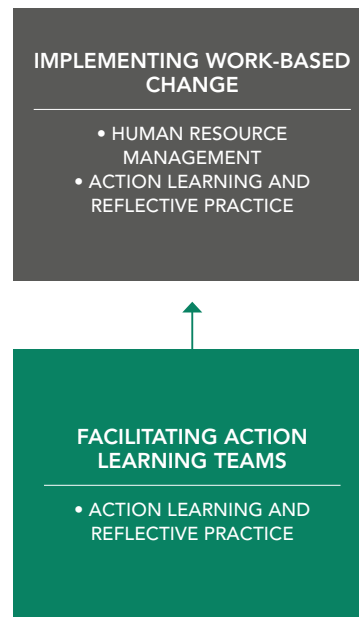 IMPLEMENTING WORK-BASED
CHANGE
• HUMAN RESOURCE
MANAGEMENT
• ACTION LEARNING AND
REFLECTIVE PRACTICE
FACILITATING ACTION
LEARNING TEAMS
• ACTION LEARNING AND
REFLECTIVE PRACTICE